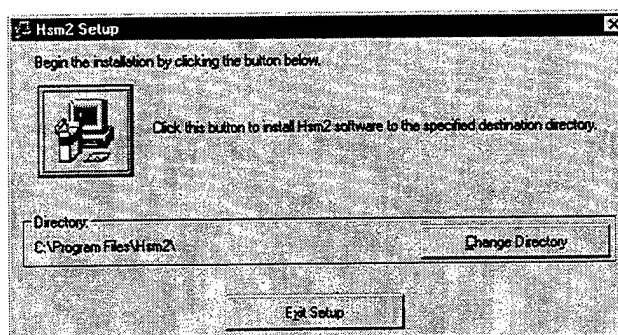 Hsm2 Setup
Begin the installation by clicking the button below.
Click this button to install Hsm2 software to the specified destination directory.
Directory:
C:\Program Files\Hsm2\
Change Directory
Exit Setup